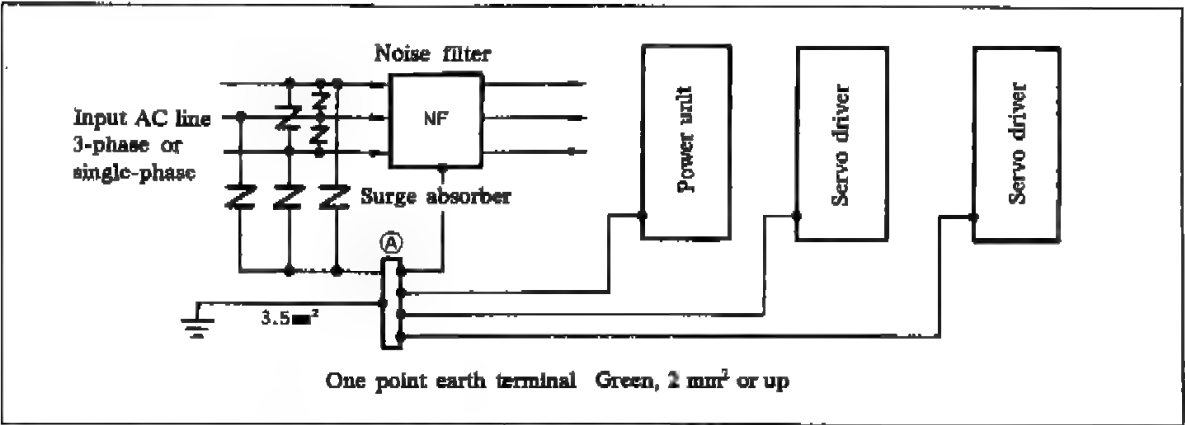 Noise filter
Input AC line
3-phase or
single-phase
NF
Surge absorber
Power unit
Servo driver
Servo driver
A
3.5mm²
One point earth terminal Green, 2 mm² or up